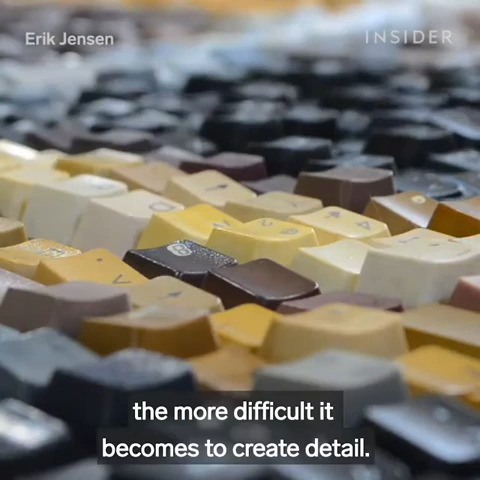 Erik Jensen
INSIDER
the more difficult it
becomes to create detail.